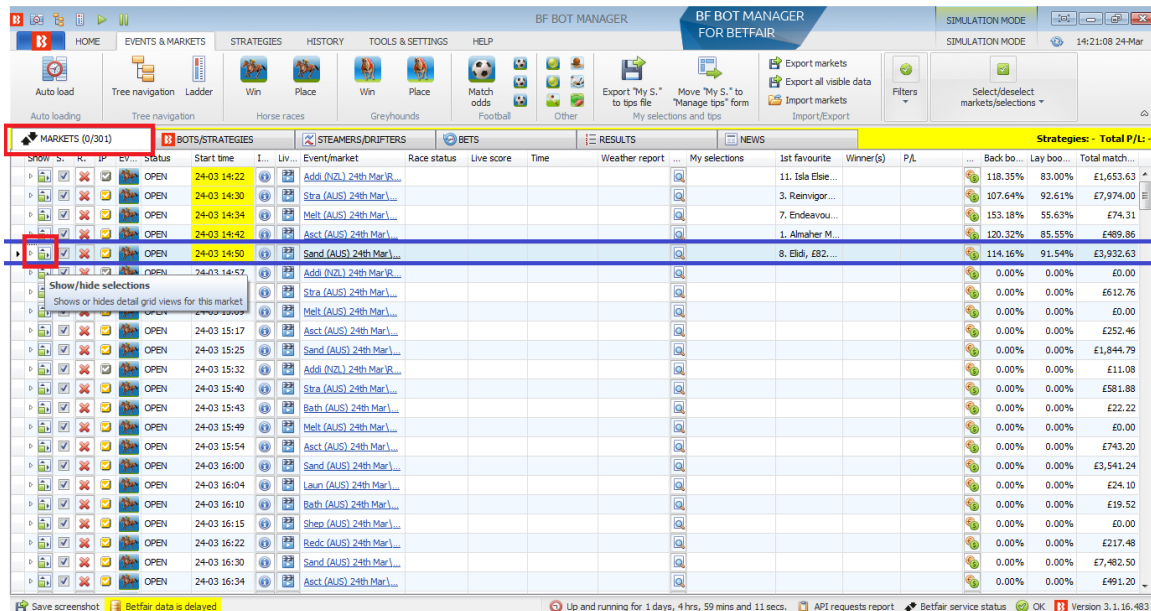 BF BOT MANAGER
BF BOT MANAGER
FOR BETFAIR
SIMULATION MODE
HOME EVENTS & MARKETS STRATEGIES HISTORY TOOLS & SETTINGS HELP
SIMULATION MODE 14:21:08 24-Mar
Auto load Tree navigation Ladder Win Place Win Place Match odds Export "My S." to tips file Move "My S." to "Manage tips" form Export markets Export all visible data Import markets Filters Select/deselect markets/selections
Auto loading Tree navigation Horse races Greyhounds Football Other My selections and tips Import/Export
MARKETS (0/301) BOTS/STRATEGIES STEAMERS/DRIFTERS BETS RESULTS NEWS Strategies: - Total P/L: -
Show S. R. IP EV... Status Start time I... Liv... Event/market Race status Live score Time Weather report ... My selections 1st favourite Winner(s) P/L ... Back bo... Lay boo... Total match...
OPEN 24-03 14:22 Addi (NZL) 24th Mar\R... 11. Isla Elsie... 118.35% 83.00% £1,653.63
OPEN 24-03 14:30 Stra (AUS) 24th Mar\... 3. Reinvigor... 107.64% 92.61% £7,974.00
OPEN 24-03 14:34 Melt (AUS) 24th Mar\... 7. Endeavou... 153.18% 55.63% £74.31
OPEN 24-03 14:42 Asct (AUS) 24th Mar\... 1. Almaher M... 120.32% 85.55% £489.86
OPEN 24-03 14:50 Sand (AUS) 24th Mar\... 8. Elidi, £82.... 114.16% 91.54% £3,932.63
OPEN 24-03 14:57 Addi (NZL) 24th Mar\R... 0.00% 0.00% £0.00
Show/hide selections
Shows or hides detail grid views for this market
Stra (AUS) 24th Mar\... 0.00% 0.00% £612.76
OPEN 24-03 15:09 Melt (AUS) 24th Mar\... 0.00% 0.00% £0.00
OPEN 24-03 15:17 Asct (AUS) 24th Mar\... 0.00% 0.00% £252.46
OPEN 24-03 15:25 Sand (AUS) 24th Mar\... 0.00% 0.00% £1,844.79
OPEN 24-03 15:32 Addi (NZL) 24th Mar\R... 0.00% 0.00% £11.08
OPEN 24-03 15:40 Stra (AUS) 24th Mar\... 0.00% 0.00% £581.88
OPEN 24-03 15:43 Bath (AUS) 24th Mar\... 0.00% 0.00% £22.22
OPEN 24-03 15:49 Melt (AUS) 24th Mar\... 0.00% 0.00% £0.00
OPEN 24-03 15:54 Asct (AUS) 24th Mar\... 0.00% 0.00% £743.20
OPEN 24-03 16:00 Sand (AUS) 24th Mar\... 0.00% 0.00% £3,541.24
OPEN 24-03 16:04 Laun (AUS) 24th Mar\... 0.00% 0.00% £24.10
OPEN 24-03 16:10 Bath (AUS) 24th Mar\... 0.00% 0.00% £19.52
OPEN 24-03 16:15 Shep (AUS) 24th Mar\... 0.00% 0.00% £0.00
OPEN 24-03 16:22 Redc (AUS) 24th Mar\... 0.00% 0.00% £217.48
OPEN 24-03 16:30 Sand (AUS) 24th Mar\... 0.00% 0.00% £7,482.50
OPEN 24-03 16:34 Asct (AUS) 24th Mar\... 0.00% 0.00% £491.20
Save screenshot Betfair data is delayed Up and running for 1 days, 4 hrs, 59 mins and 11 secs. API requests report Betfair service status OK Version 3.1.16.483